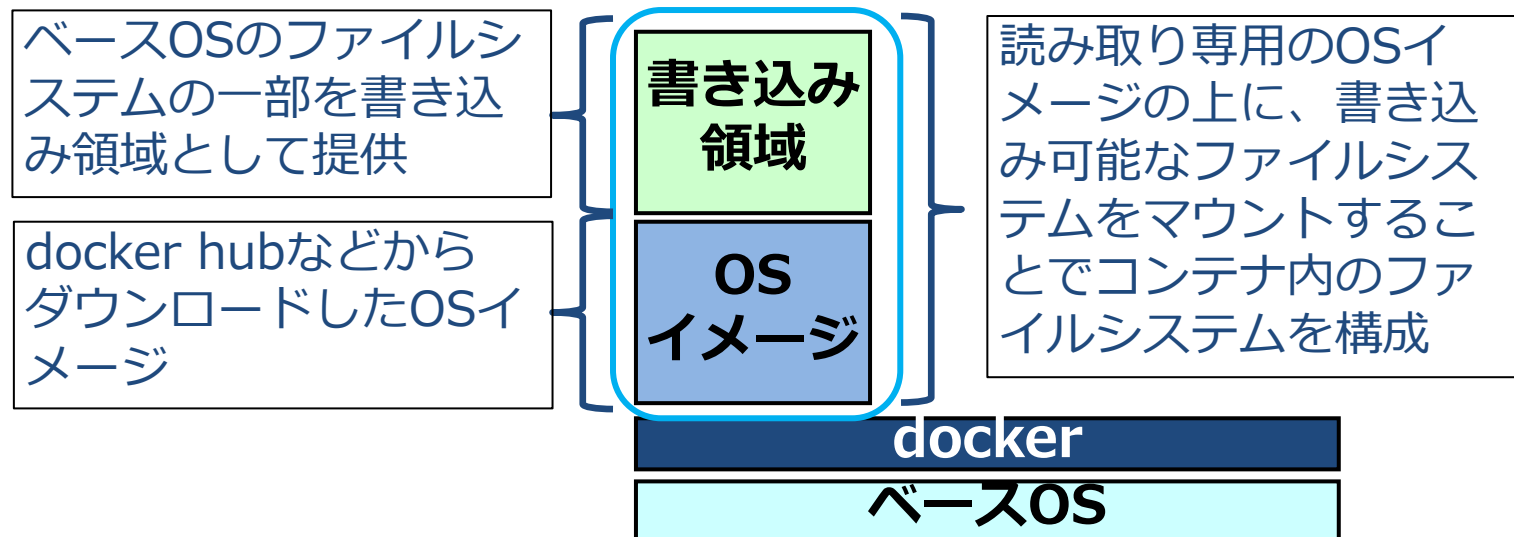 ベースOSのファイルシ
ステムの一部を書き込
み領域として提供
docker hubなどから
ダウンロードしたOSイ
メージ
書き込み
領域
OS
イメージ
読み取り専用のOSイ
メージの上に、書き込
み可能なファイルシス
テムをマウントするこ
とでコンテナ内のファ
イルシステムを構成
docker
ベースOS